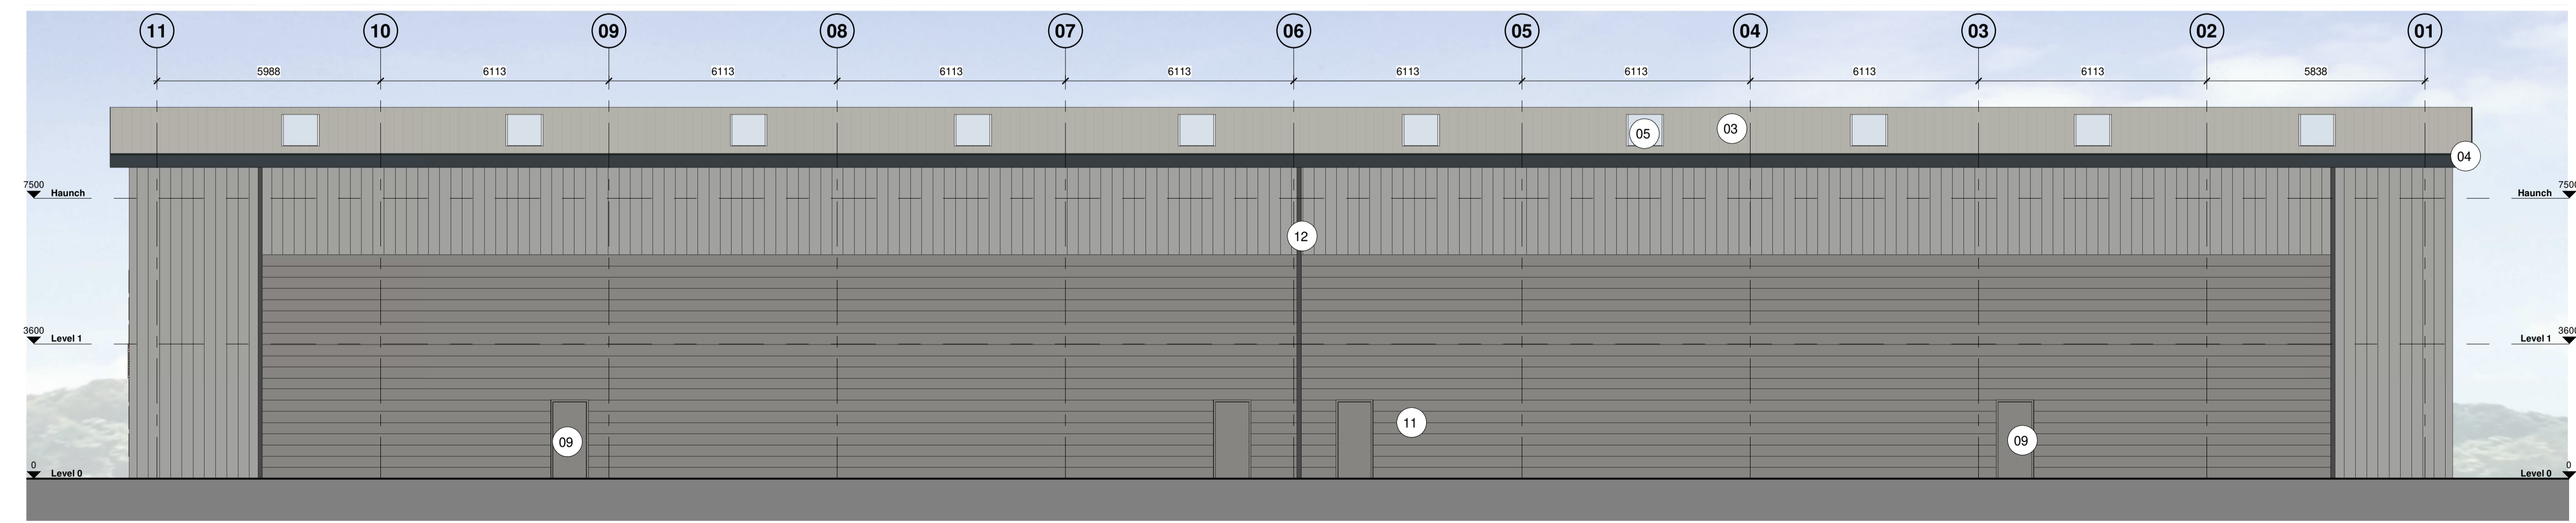 11 10 09 08 07 06 05 04 03 02 01
5988 6113 6113 6113 6113 6113 6113 6113 6113 5838
05 03
04
7500 Haunch Haunch 7500
12
3600 Level 1 Level 1 3600
11
09 09
0 Level 0 Level 0 0